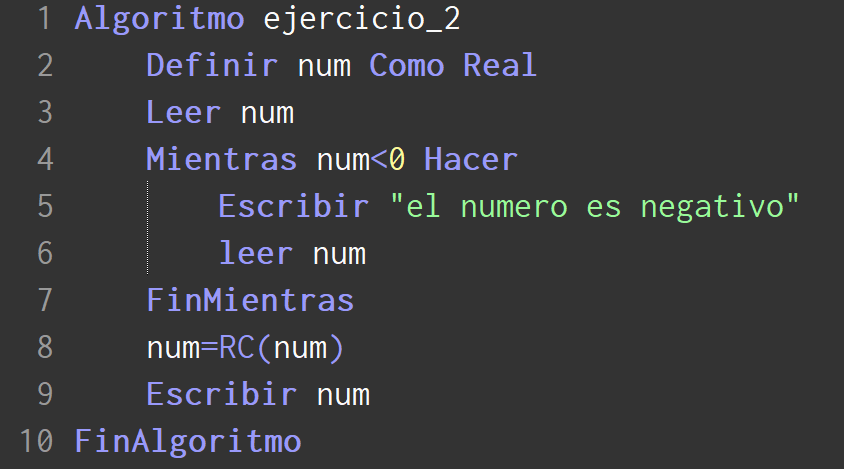 1 Algoritmo ejercicio_2
2 Definir num Como Real
3 Leer num
4 Mientras num<0 Hacer
5 Escribir "el numero es negativo"
6 leer num
7 FinMientras
8 num=RC(num)
9 Escribir num
10 FinAlgoritmo